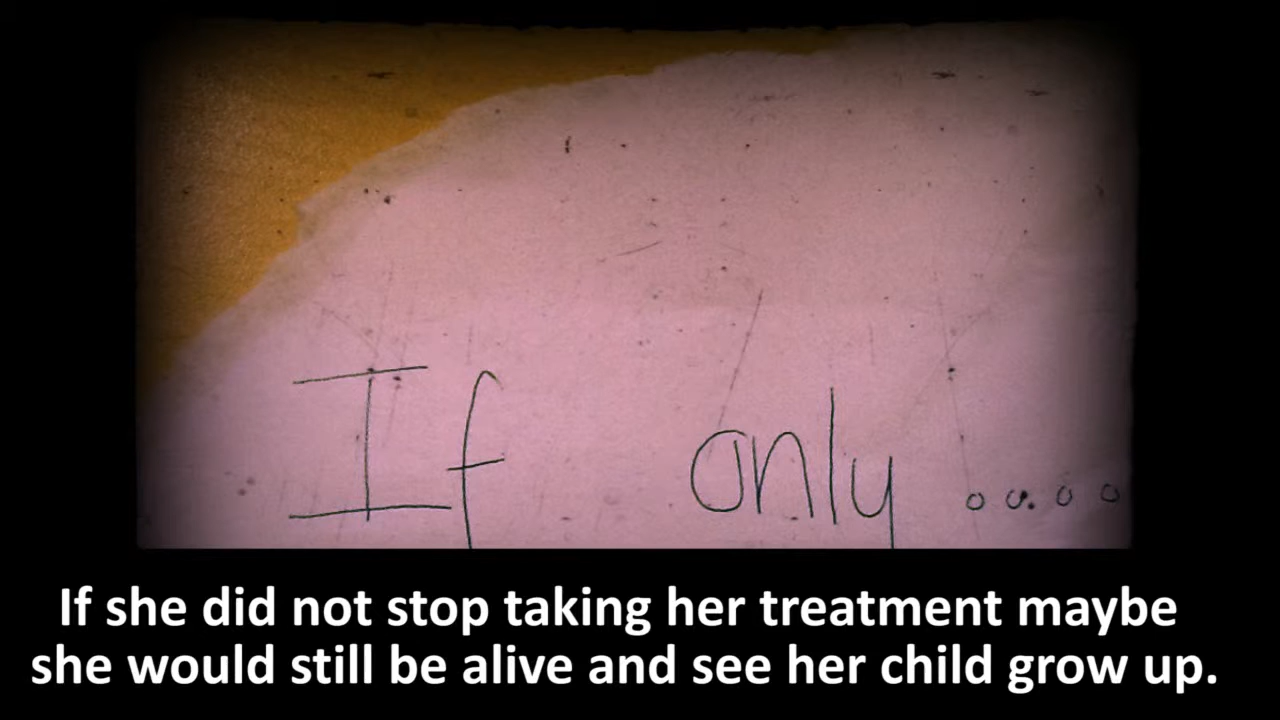 If only....
If she did not stop taking her treatment maybe
she would still be alive and see her child grow up.